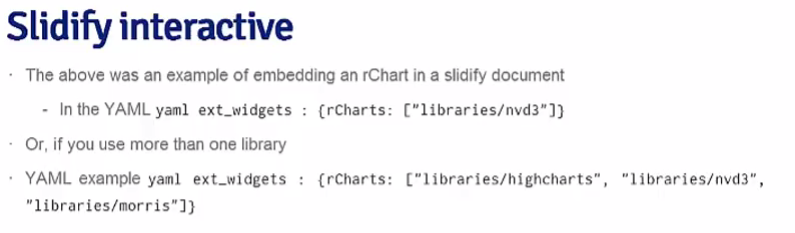 Slidify interactive
· The above was an example of embedding an rChart in a slidify document
- In the YAML yaml ext_widgets : {rCharts: ["libraries/nvd3"]}
· Or, if you use more than one library
· YAML example yaml ext_widgets : {rCharts: ["libraries/highcharts", "libraries/nvd3",
"libraries/morris"]}